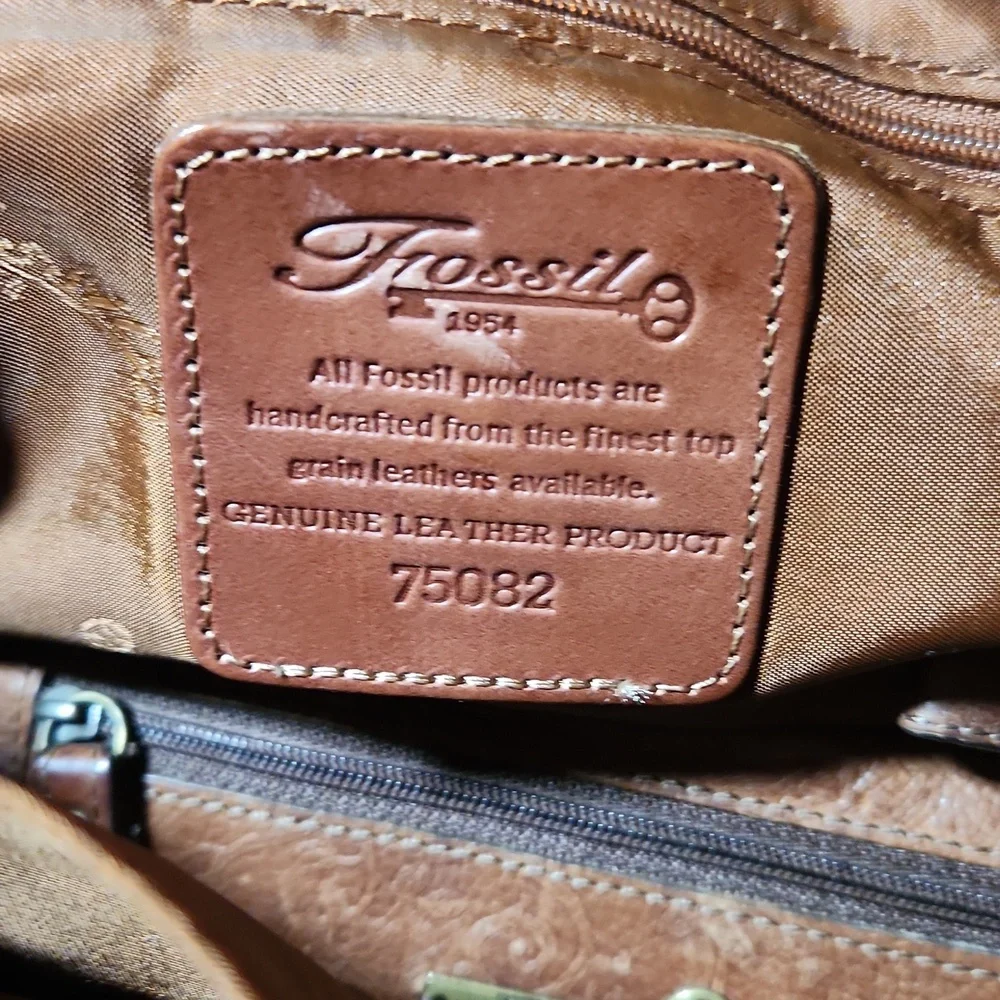 Fossil
1954
All Fossil products are
handcrafted from the finest top
grain leathers available.
GENUINE LEATHER PRODUCT
75082